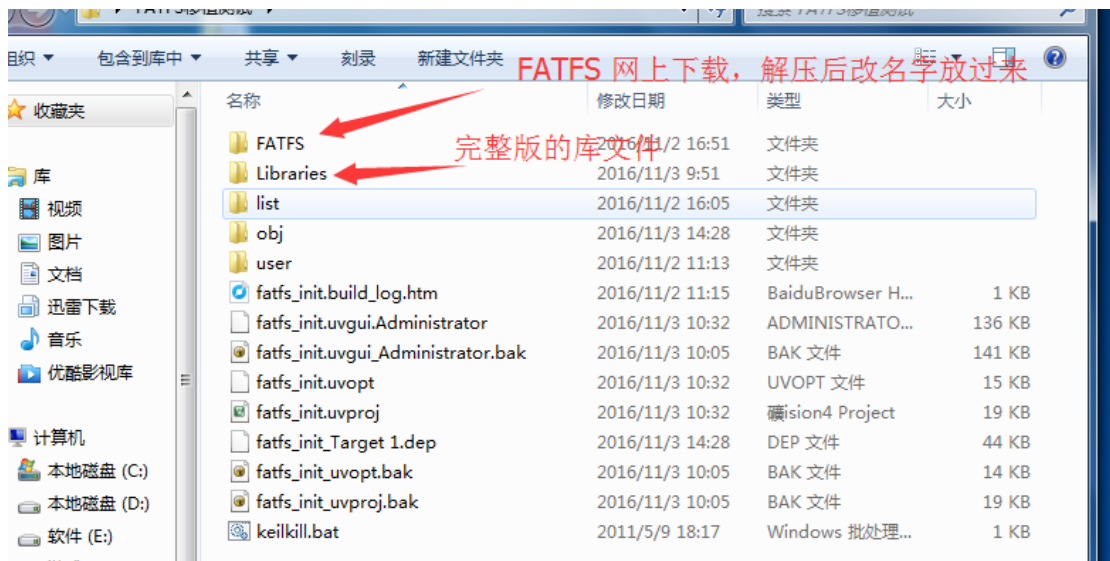 FATFS移植测试
搜索 FATFS移植测试
组织 包含到库中 共享 刻录 新建文件夹
FATFS 网上下载，解压后改名字放过来
收藏夹
库
视频
图片
文档
迅雷下载
音乐
优酷影视库
计算机
本地磁盘 (C:)
本地磁盘 (D:)
软件 (E:)
名称 修改日期 类型 大小
FATFS 2016/11/2 16:51 文件夹
完整版的库文件
Libraries 2016/11/3 9:51 文件夹
list 2016/11/2 16:05 文件夹
obj 2016/11/3 14:28 文件夹
user 2016/11/2 11:13 文件夹
fatfs_init.build_log.htm 2016/11/2 11:15 BaiduBrowser H... 1 KB
fatfs_init.uvgui.Administrator 2016/11/3 10:32 ADMINISTRATO... 136 KB
fatfs_init.uvgui_Administrator.bak 2016/11/3 10:05 BAK 文件 141 KB
fatfs_init.uvopt 2016/11/3 10:32 UVOPT 文件 15 KB
fatfs_init.uvproj 2016/11/3 10:32 礦ision4 Project 19 KB
fatfs_init_Target 1.dep 2016/11/3 14:28 DEP 文件 44 KB
fatfs_init_uvopt.bak 2016/11/3 10:05 BAK 文件 14 KB
fatfs_init_uvproj.bak 2016/11/3 10:05 BAK 文件 19 KB
keilkill.bat 2011/5/9 18:17 Windows 批处理... 1 KB